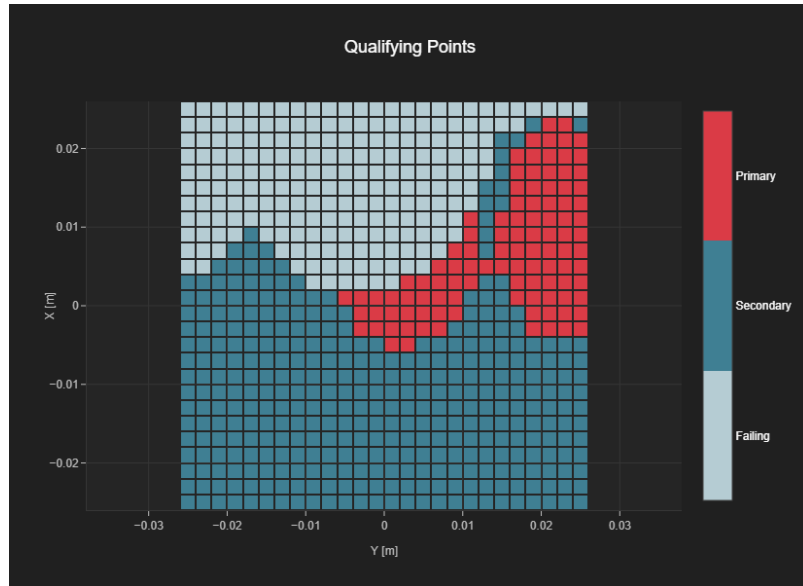 Qualifying Points
0.02
0.01
0
−0.01
−0.02
X [m]
−0.03
−0.02
−0.01
0
0.01
0.02
0.03
Y [m]
Primary
Secondary
Failing